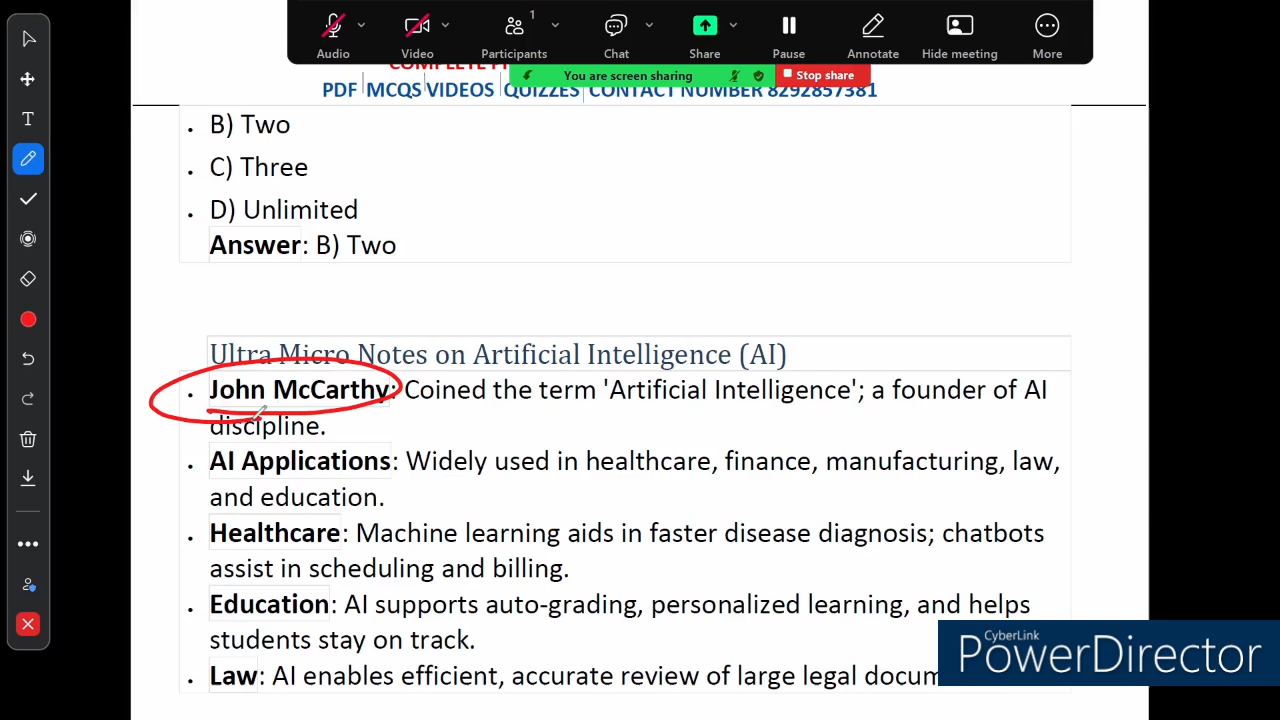 1
Audio Video Participants Chat Share Pause Annotate Hide meeting More
You are screen sharing Stop share
PDF MCQS VIDEOS QUIZZES CONTACT NUMBER 8292857381
T
• B) Two
• C) Three
• D) Unlimited
Answer: B) Two
Ultra Micro Notes on Artificial Intelligence (AI)
• John McCarthy: Coined the term 'Artificial Intelligence'; a founder of AI
discipline.
• AI Applications: Widely used in healthcare, finance, manufacturing, law,
and education.
• Healthcare: Machine learning aids in faster disease diagnosis; chatbots
assist in scheduling and billing.
• Education: AI supports auto-grading, personalized learning, and helps
students stay on track.
• Law: AI enables efficient, accurate review of large legal
CyberLink
PowerDirector